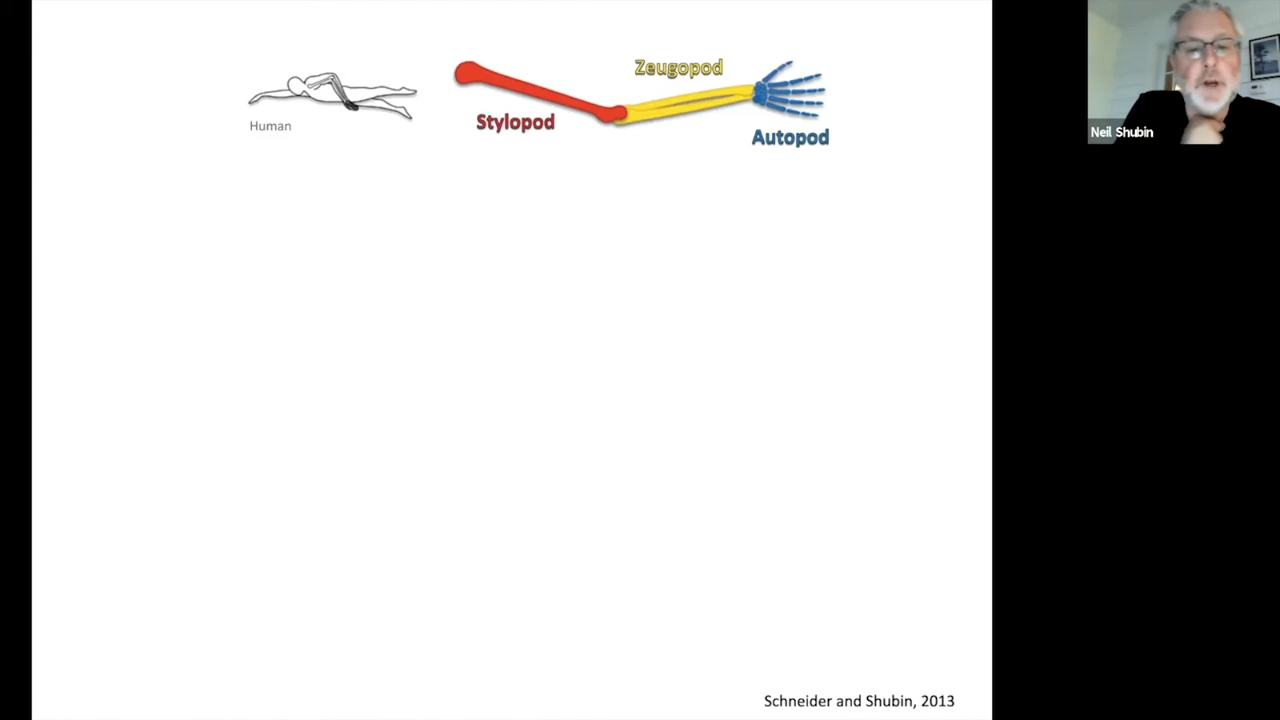 Zeugopod
Human
Stylopod
Autopod
Neil Shubin
Schneider and Shubin, 2013